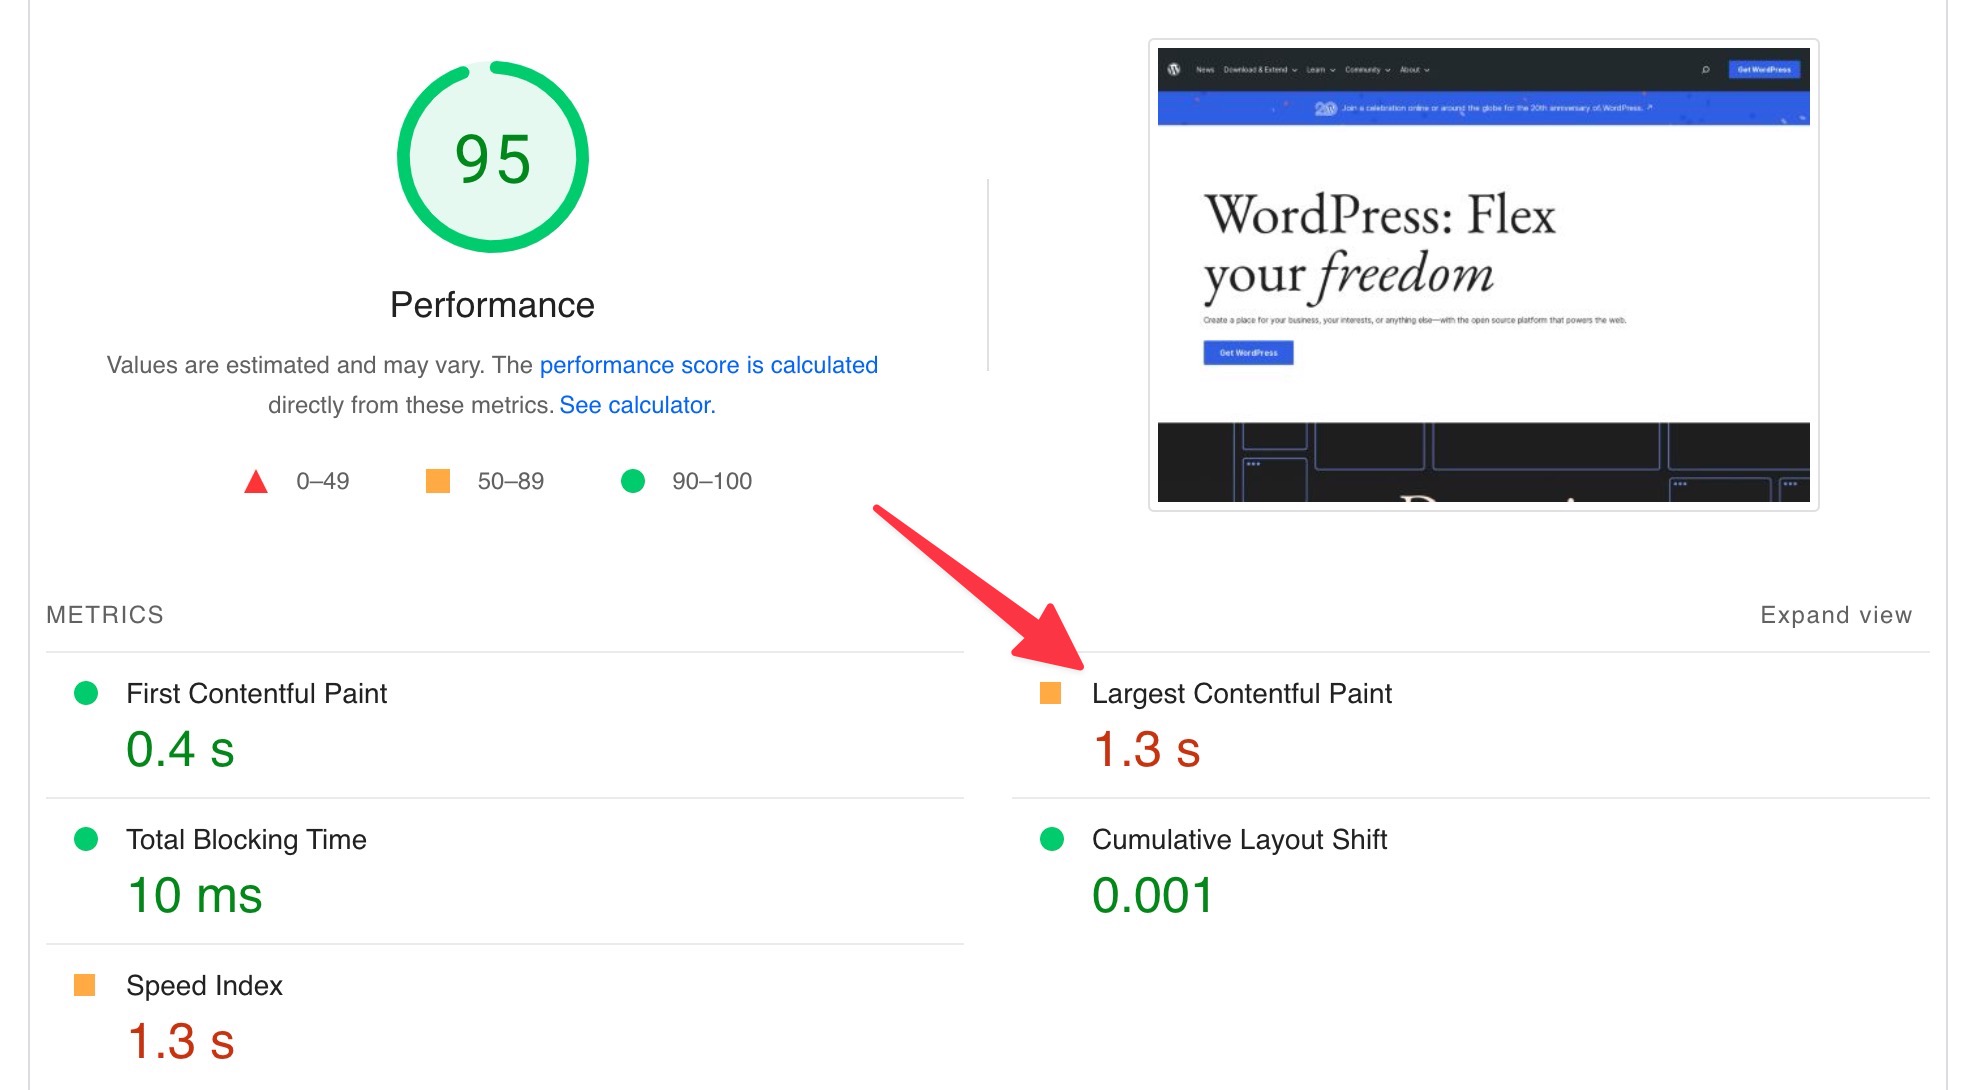 95
Performance
Values are estimated and may vary. The performance score is calculated
directly from these metrics. See calculator.
0–49 50–89 90–100
News Download & Extend Learn Community About Get WordPress
20 Join a celebration online or around the globe for the 20th anniversary of WordPress. ↗
WordPress: Flex
your freedom
Create a place for your business, your interests, or anything else—with the open source platform that powers the web.
Get WordPress
METRICS
Expand view
First Contentful Paint
0.4 s
Largest Contentful Paint
1.3 s
Total Blocking Time
10 ms
Cumulative Layout Shift
0.001
Speed Index
1.3 s